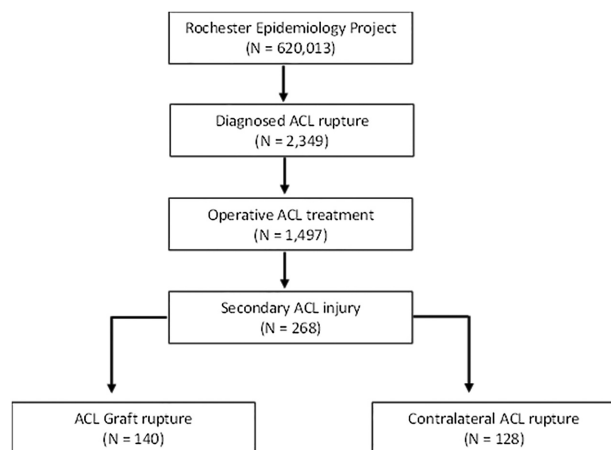 Rochester Epidemiology Project
(N = 620,013)
Diagnosed ACL rupture
(N = 2,349)
Operative ACL treatment
(N = 1,497)
Secondary ACL injury
(N = 268)
ACL Graft rupture
(N = 140)
Contralateral ACL rupture
(N = 128)